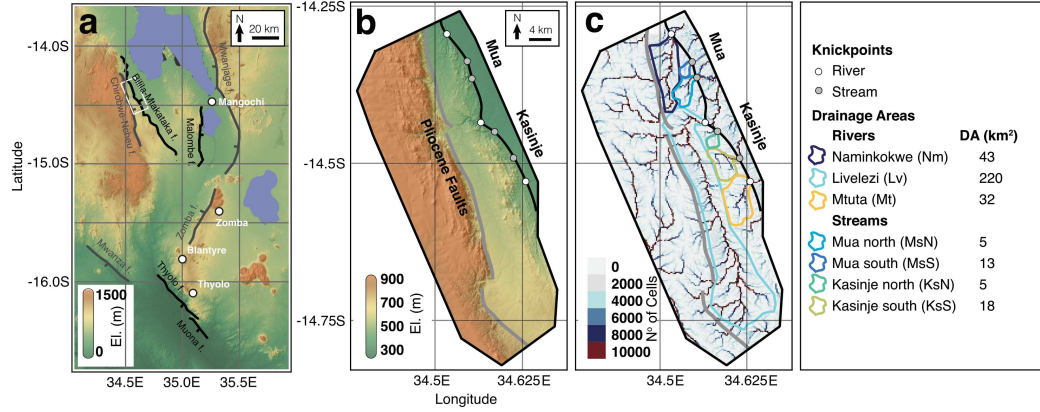 a
N
20 km
-14.0S
-15.0S
-16.0S
Latitude
Mwanjage f.
Bilila-Mtakataka f.
Chirobwe-Ncheu f.
Mangochi
Malombe f.
Zomba f.
Zomba
Blantyre
Mwanza f.
Thyolo f.
Thyolo
Muona f.
1500
0
El. (m)
34.5E
35.0E
35.5E
b
N
4 km
-14.25S
-14.5S
-14.75S
Mua
Kasinje
Pliocene Faults
900
700
500
300
El. (m)
34.5E
34.625E
Longitude
c
Mua
Kasinje
0
2000
4000
6000
8000
10000
Nº of Cells
34.5E
34.625E
Knickpoints
River
Stream
Drainage Areas
Rivers DA (km²)
Naminkokwe (Nm) 43
Livelezi (Lv) 220
Mtuta (Mt) 32
Streams
Mua north (MsN) 5
Mua south (MsS) 13
Kasinje north (KsN) 5
Kasinje south (KsS) 18